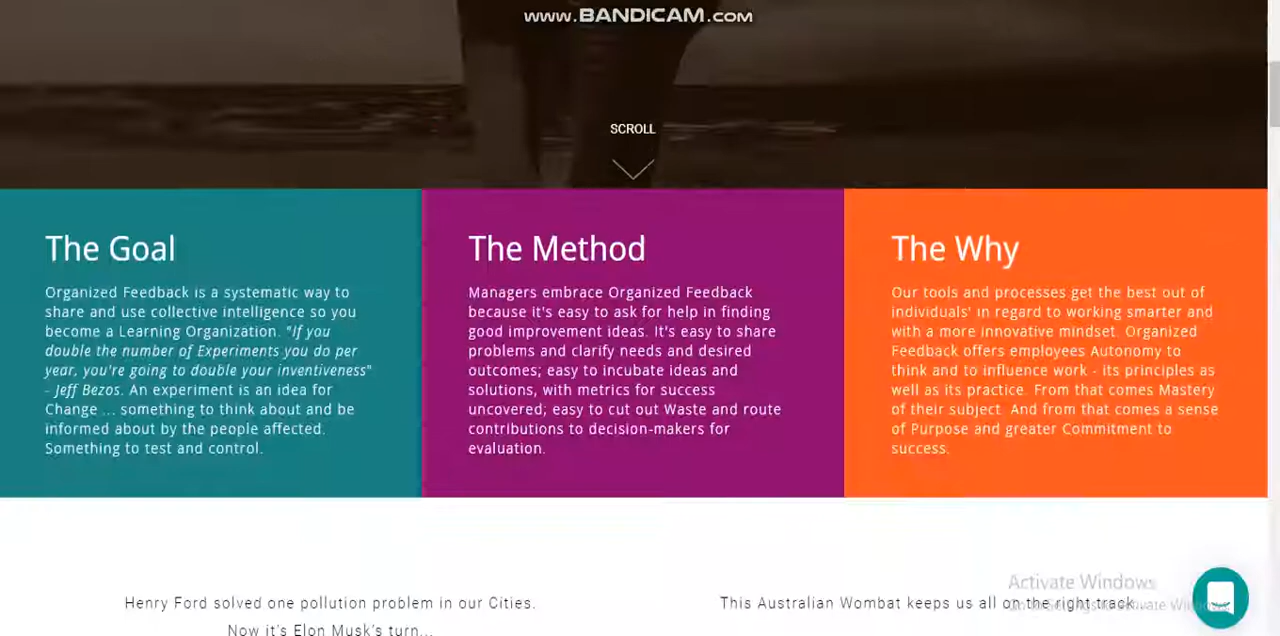 www.BANDICAM.COM
SCROLL
The Goal
Organized Feedback is a systematic way to
share and use collective intelligence so you
become a Learning Organization. "If you
double the number of Experiments you do per
year, you're going to double your inventiveness"
- Jeff Bezos. An experiment is an idea for
Change ... something to think about and be
informed about by the people affected.
Something to test and control.
The Method
Managers embrace Organized Feedback
because it's easy to ask for help in finding
good improvement ideas. It's easy to share
problems and clarify needs and desired
outcomes; easy to incubate ideas and
solutions, with metrics for success
uncovered; easy to cut out Waste and route
contributions to decision-makers for
evaluation.
The Why
Our tools and processes get the best out of
individuals' in regard to working smarter and
with a more innovative mindset. Organized
Feedback offers employees Autonomy to
think and to influence work - its principles as
well as its practice. From that comes Mastery
of their subject. And from that comes a sense
of Purpose and greater Commitment to
success.
Henry Ford solved one pollution problem in our Cities.
Now it's Elon Musk's turn...
This Australian Wombat keeps us all on the right track...
Activate Windows
Go to Settings to activate Windows.